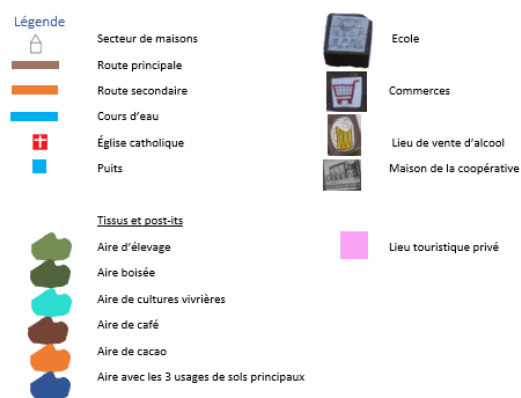 Légende
Secteur de maisons
Route principale
Route secondaire
Cours d'eau
Église catholique
Puits
Tissus et post-its
Aire d'élevage
Aire boisée
Aire de cultures vivrières
Aire de café
Aire de cacao
Aire avec les 3 usages de sols principaux
Ecole
Commerces
Lieu de vente d'alcool
Maison de la coopérative
Lieu touristique privé